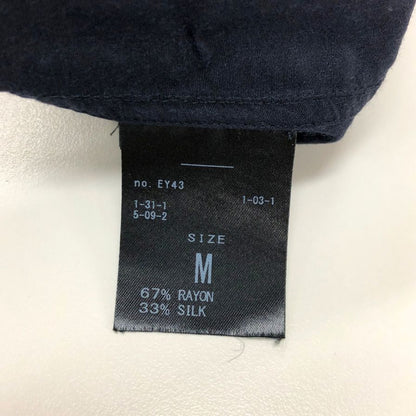 no. EY43
1-31-1 1-03-1
5-09-2
SIZE
M
67% RAYON
33% SILK